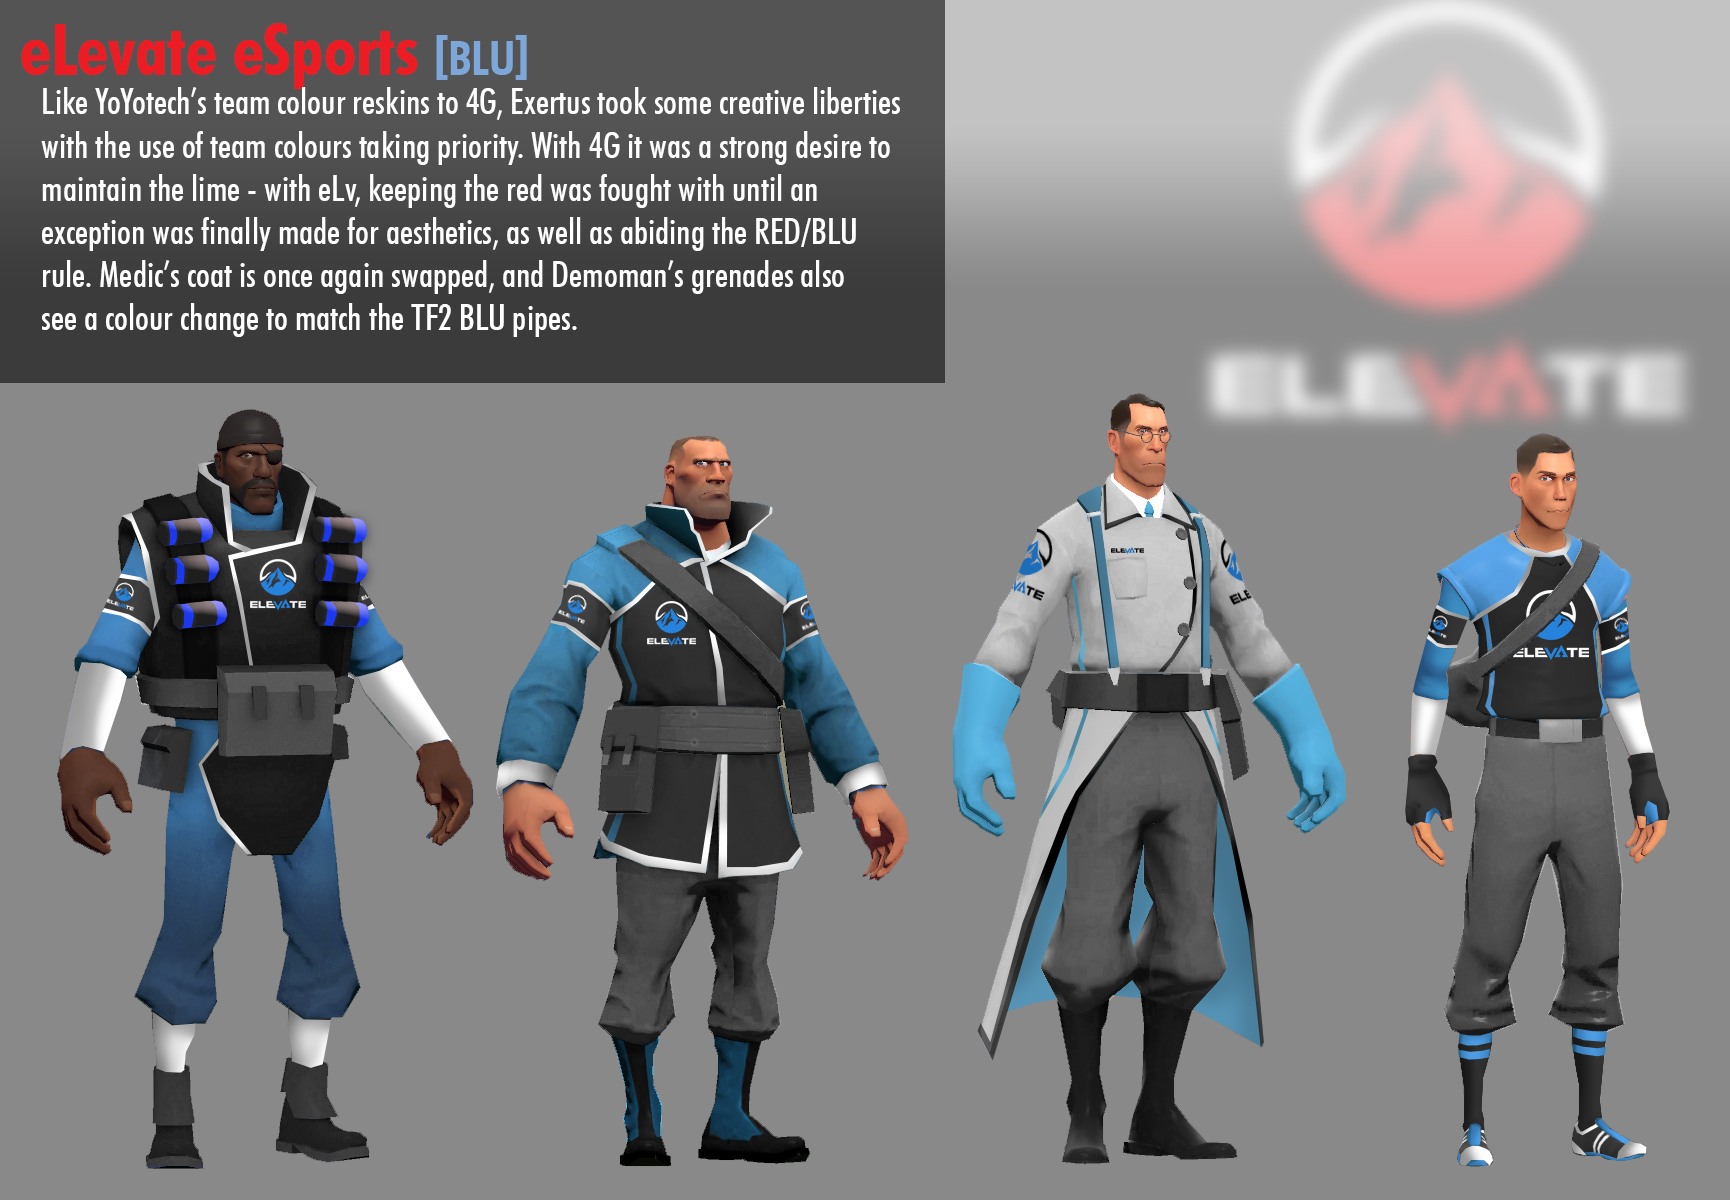 eLevate eSports [BLU]
Like YoYotech's team colour reskins to 4G, Exertus took some creative liberties
with the use of team colours taking priority. With 4G it was a strong desire to
maintain the lime - with eLv, keeping the red was fought with until an
exception was finally made for aesthetics, as well as abiding the RED/BLU
rule. Medic's coat is once again swapped, and Demoman's grenades also
see a colour change to match the TF2 BLU pipes.
ELEVATE
ELEVATE
ELEVATE
ELEVATE
ELEVATE